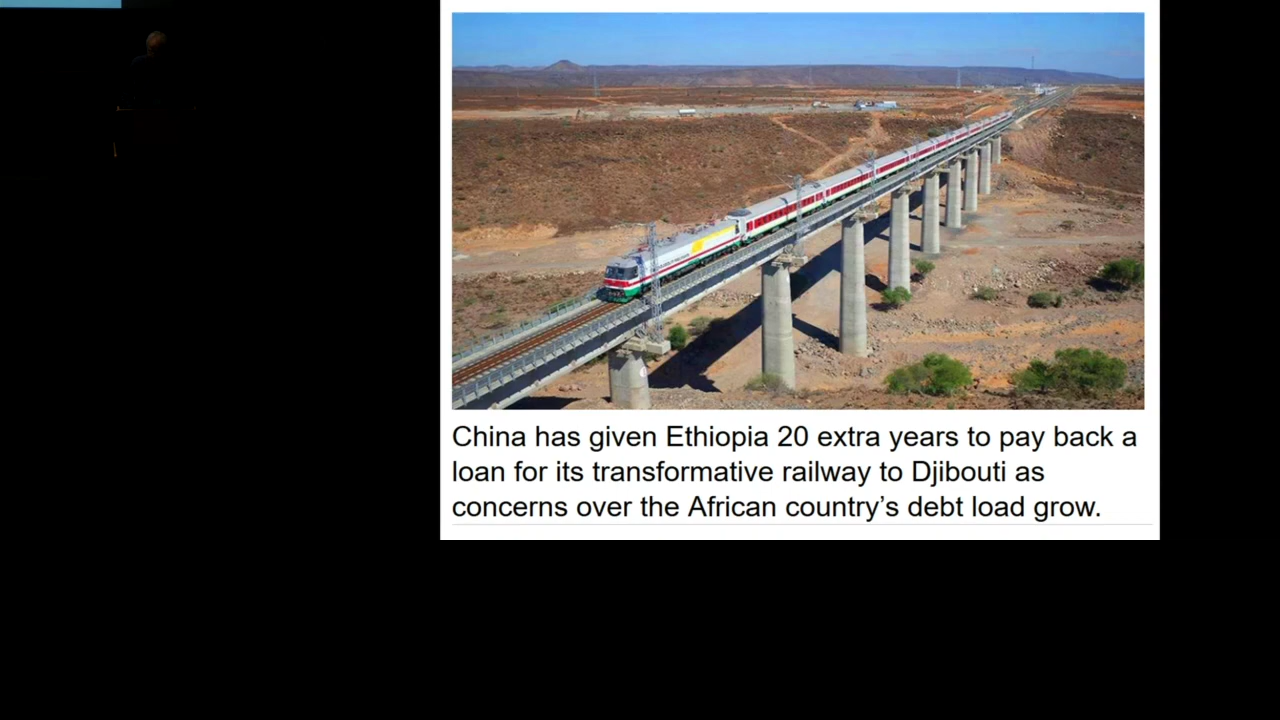 China has given Ethiopia 20 extra years to pay back a
loan for its transformative railway to Djibouti as
concerns over the African country’s debt load grow.